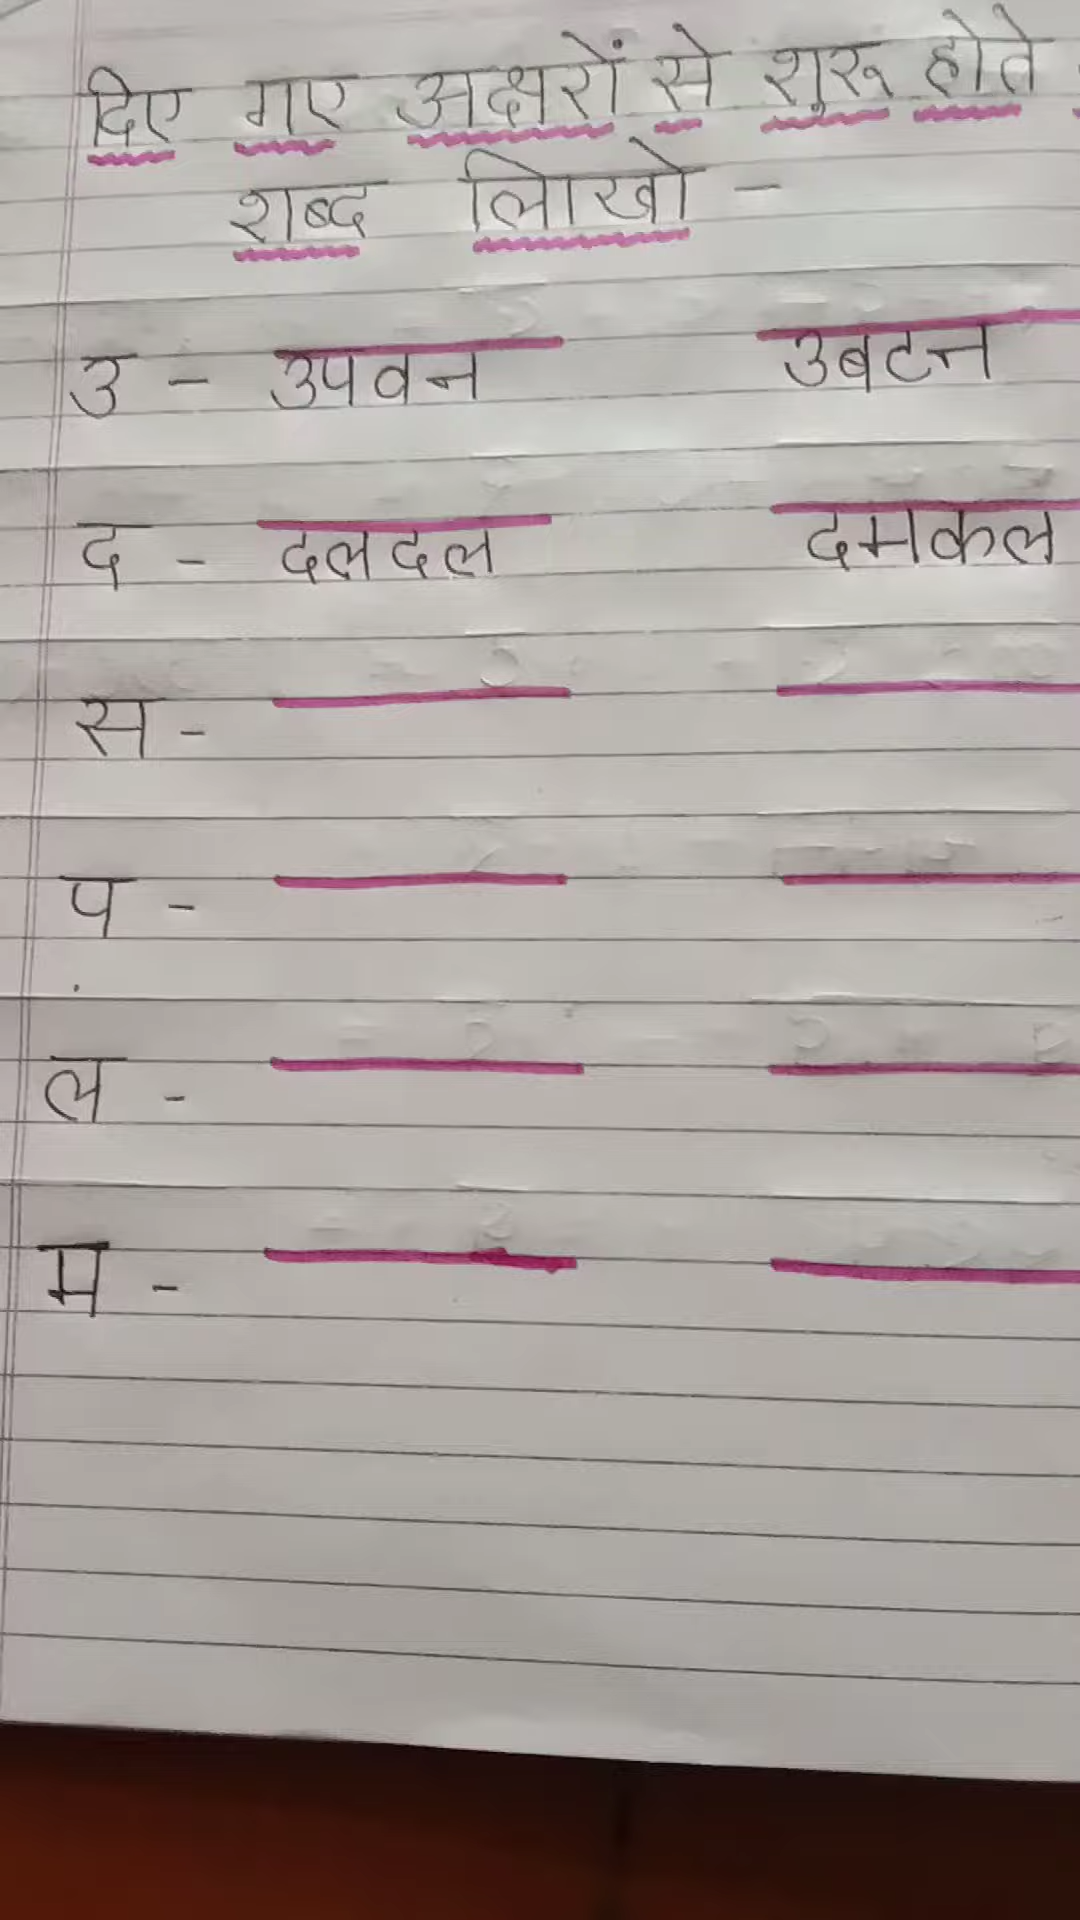 दिए गए अक्षरों से शुरू होते
शब्द लिखो -
उ - उपवन उबटन
द - दलदल दमकल
स -
प -
ल -
म -